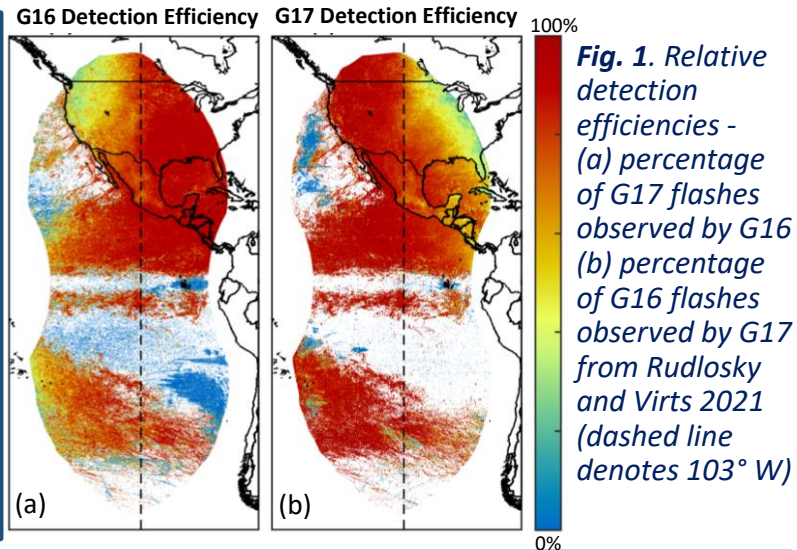 G16 Detection Efficiency
G17 Detection Efficiency
100%
(a)
(b)
0%
Fig. 1. Relative
detection
efficiencies -
(a) percentage
of G17 flashes
observed by G16
(b) percentage
of G16 flashes
observed by G17
from Rudlosky
and Virts 2021
(dashed line
denotes 103° W)